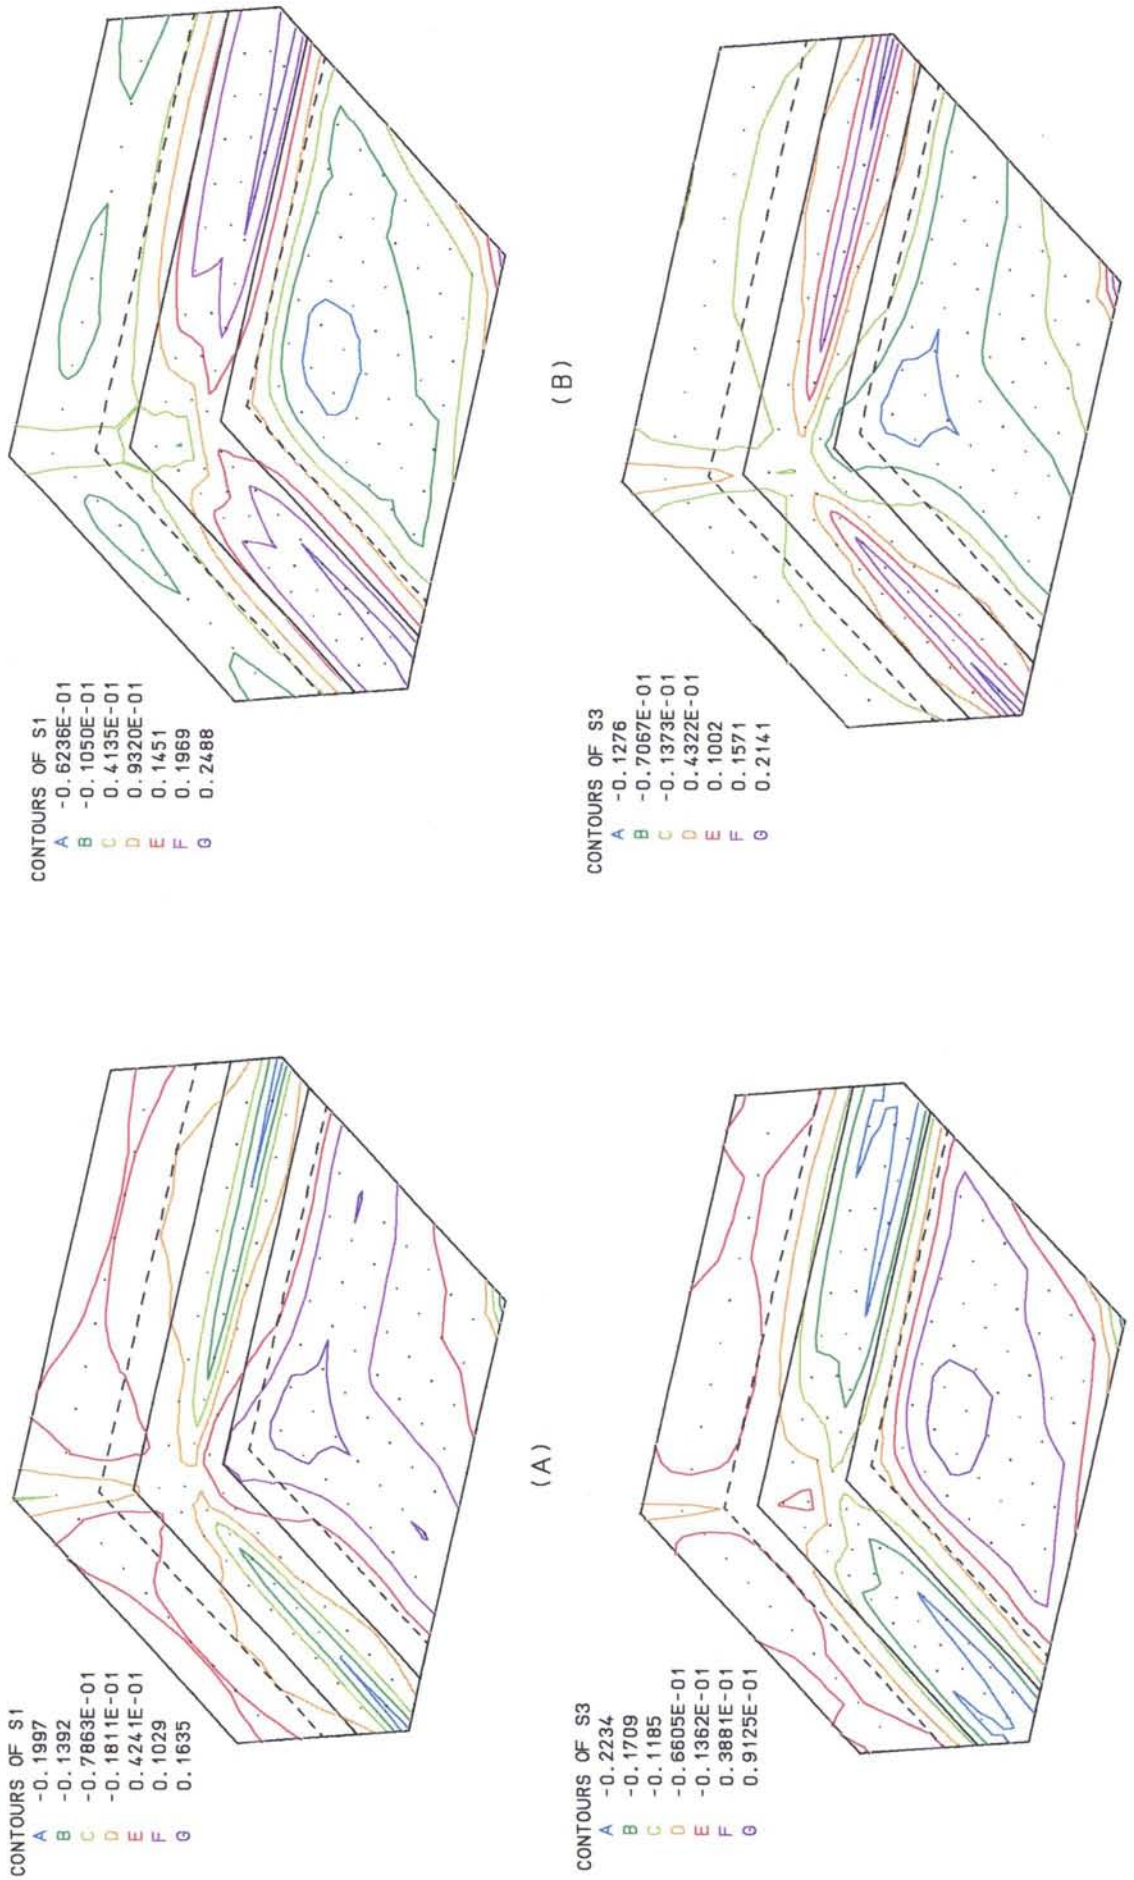 CONTOURS OF S1
A -0.1997
B -0.1392
C -0.7863E-01
D -0.1811E-01
E 0.4241E-01
F 0.1029
G 0.1635
CONTOURS OF S3
A -0.2234
B -0.1709
C -0.1185
D -0.6605E-01
E -0.1362E-01
F 0.3881E-01
G 0.9125E-01
(A)
CONTOURS OF S1
A -0.6236E-01
B -0.1050E-01
C 0.4135E-01
D 0.9320E-01
E 0.1451
F 0.1969
G 0.2488
CONTOURS OF S3
A -0.1276
B -0.7067E-01
C -0.1373E-01
D 0.4322E-01
E 0.1002
F 0.1571
G 0.2141
(B)